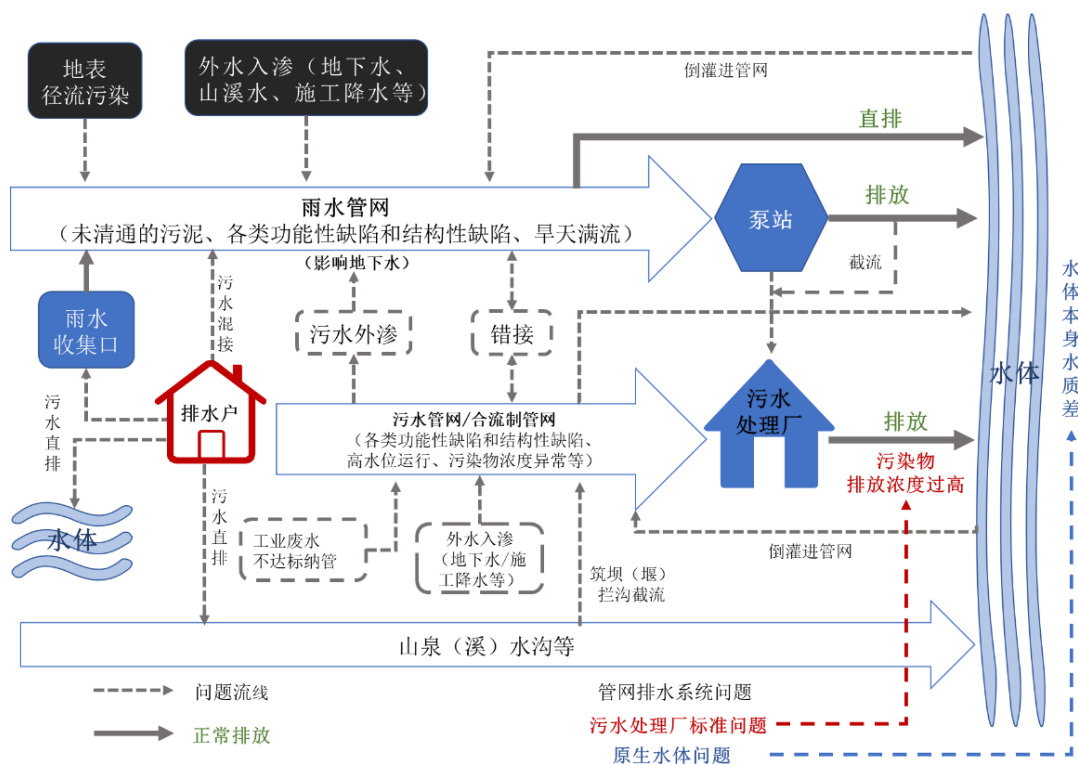 地表
径流污染
外水入渗（地下水、
山溪水、施工降水等）
倒灌进管网
直排
雨水管网
（未清通的污泥、各类功能性缺陷和结构性缺陷、旱天满流）
（影响地下水）
泵站
排放
截流
雨水
收集口
污水混接
污水外渗
错接
水体本身水质差
水体
污水直排
排水户
污水管网/合流制管网
（各类功能性缺陷和结构性缺陷、
高水位运行、污染物浓度异常等）
污水
处理厂
排放
污染物
排放浓度过高
水体
污水直排
工业废水
不达标纳管
外水入渗
（地下水/施
工降水等）
筑坝（堰）
拦沟截流
倒灌进管网
山泉（溪）水沟等
问题流线
正常排放
管网排水系统问题
污水处理厂标准问题
原生水体问题